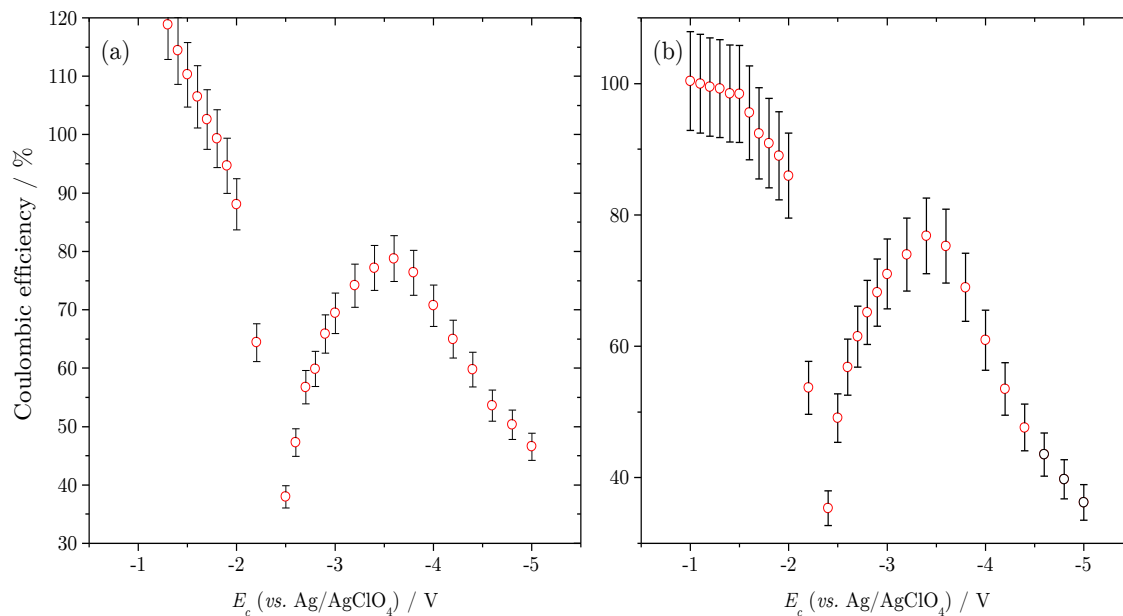 (a)
(b)
Coulombic efficiency / %
120
110
100
90
80
70
60
50
40
30
100
80
60
40
-1 -2 -3 -4 -5
-1 -2 -3 -4 -5
E_c (vs. Ag/AgClO_4) / V
E_c (vs. Ag/AgClO_4) / V